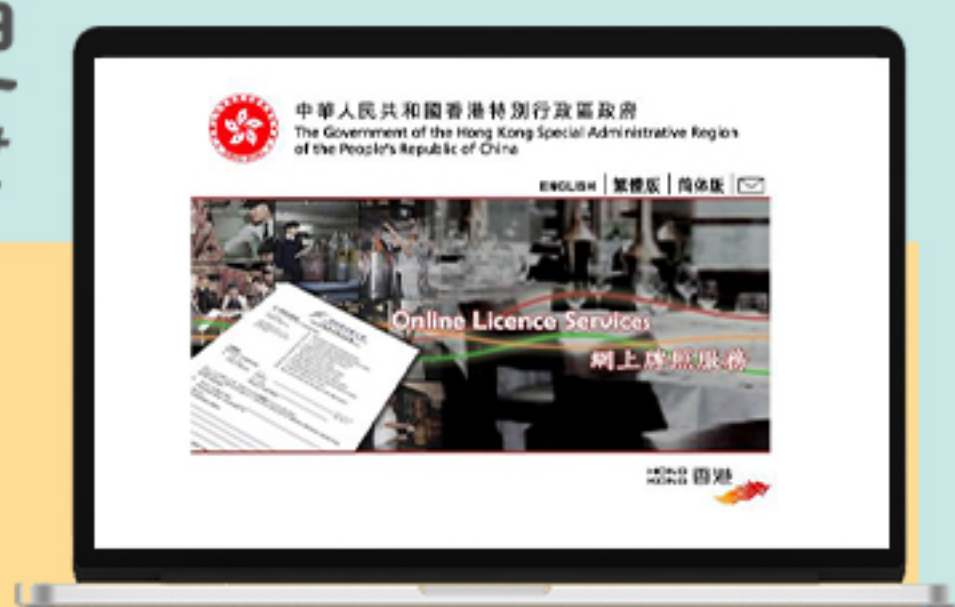 中華人民共和國香港特別行政區政府
The Government of the Hong Kong Special Administrative Region
of the People's Republic of China
ENGLISH | 繁體版 | 简体版
Online Licence Services
網上牌照服務
HONG KONG 香港